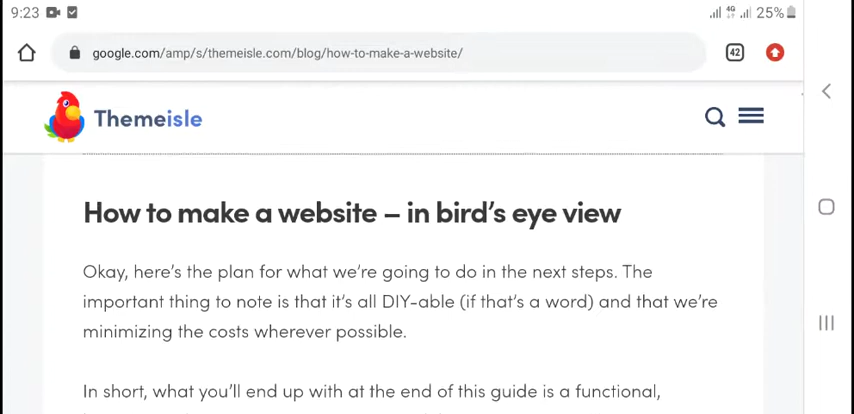 9:23 4G 25%
google.com/amp/s/themeisle.com/blog/how-to-make-a-website/ 42
Themeisle
How to make a website – in bird's eye view
Okay, here's the plan for what we're going to do in the next steps. The
important thing to note is that it's all DIY-able (if that's a word) and that we're
minimizing the costs wherever possible.
In short, what you'll end up with at the end of this guide is a functional,